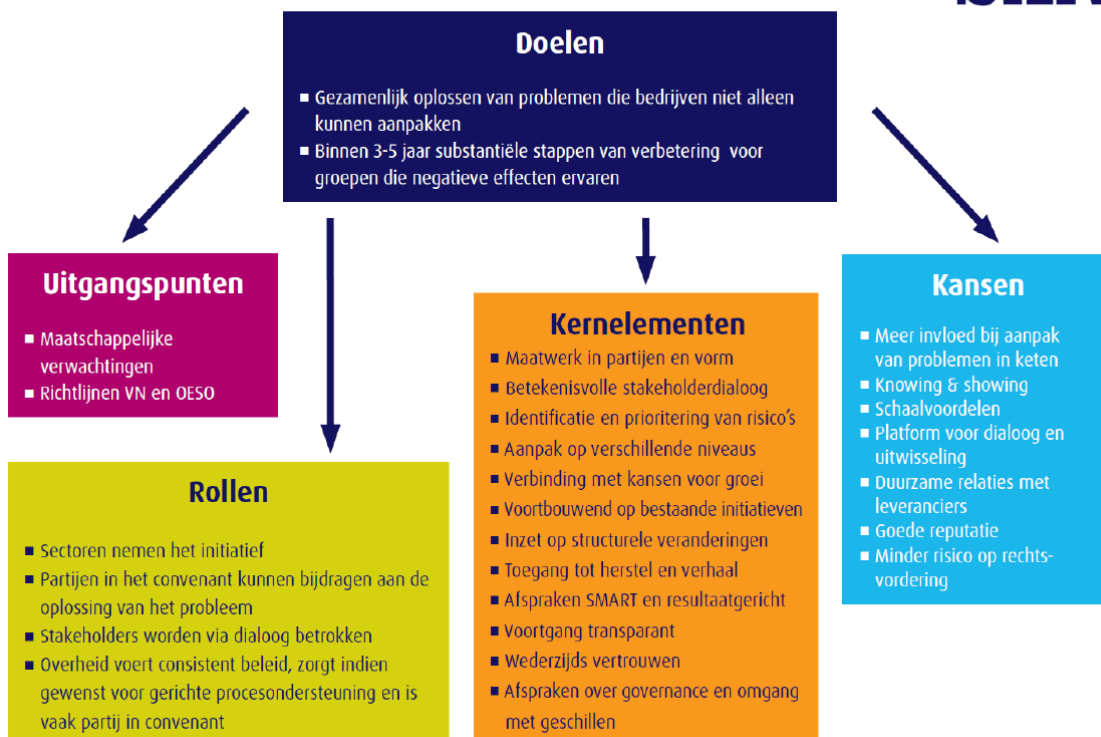 Doelen
▪ Gezamenlijk oplossen van problemen die bedrijven niet alleen
kunnen aanpakken
▪ Binnen 3-5 jaar substantiële stappen van verbetering voor
groepen die negatieve effecten ervaren
Uitgangspunten
▪ Maatschappelijke
verwachtingen
▪ Richtlijnen VN en OESO
Rollen
▪ Sectoren nemen het initiatief
▪ Partijen in het convenant kunnen bijdragen aan de
oplossing van het probleem
▪ Stakeholders worden via dialoog betrokken
▪ Overheid voert consistent beleid, zorgt indien
gewenst voor gerichte procesondersteuning en is
vaak partij in convenant
Kernelementen
▪ Maatwerk in partijen en vorm
▪ Betekenisvolle stakeholderdialoog
▪ Identificatie en prioritering van risico's
▪ Aanpak op verschillende niveaus
▪ Verbinding met kansen voor groei
▪ Voortbouwend op bestaande initiatieven
▪ Inzet op structurele veranderingen
▪ Toegang tot herstel en verhaal
▪ Afspraken SMART en resultaatgericht
▪ Voortgang transparant
▪ Wederzijds vertrouwen
▪ Afspraken over governance en omgang
met geschillen
Kansen
▪ Meer invloed bij aanpak
van problemen in keten
▪ Knowing & showing
▪ Schaalvoordelen
▪ Platform voor dialoog en
uitwisseling
▪ Duurzame relaties met
leveranciers
▪ Goede reputatie
▪ Minder risico op rechts-
vordering